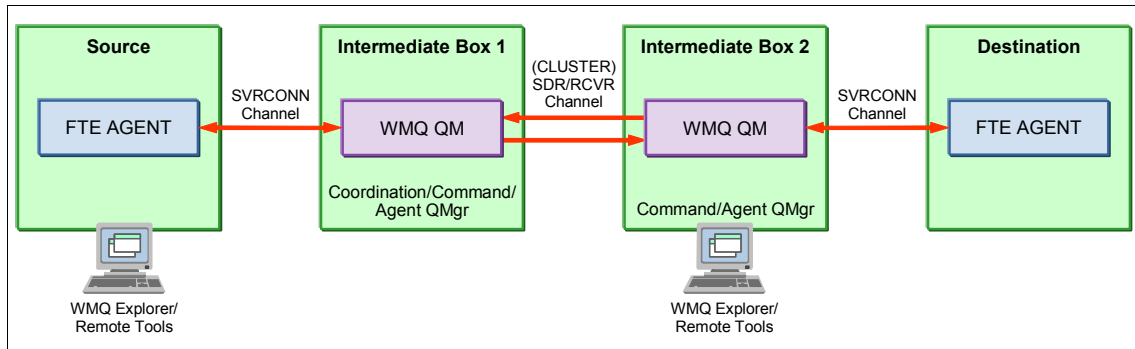 Source
Intermediate Box 1
Intermediate Box 2
Destination
(CLUSTER)
SDR/RCVR
Channel
SVRCONN
Channel
SVRCONN
Channel
FTE AGENT
WMQ QM
WMQ QM
FTE AGENT
Coordination/Command/
Agent QMgr
Command/Agent QMgr
WMQ Explorer/
Remote Tools
WMQ Explorer/
Remote Tools